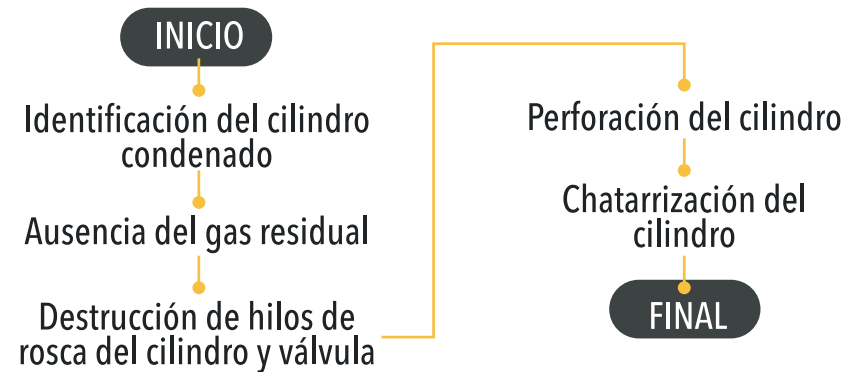 INICIO
Identificación del cilindro
condenado
Ausencia del gas residual
Destrucción de hilos de
rosca del cilindro y válvula
Perforación del cilindro
Chatarrización del
cilindro
FINAL